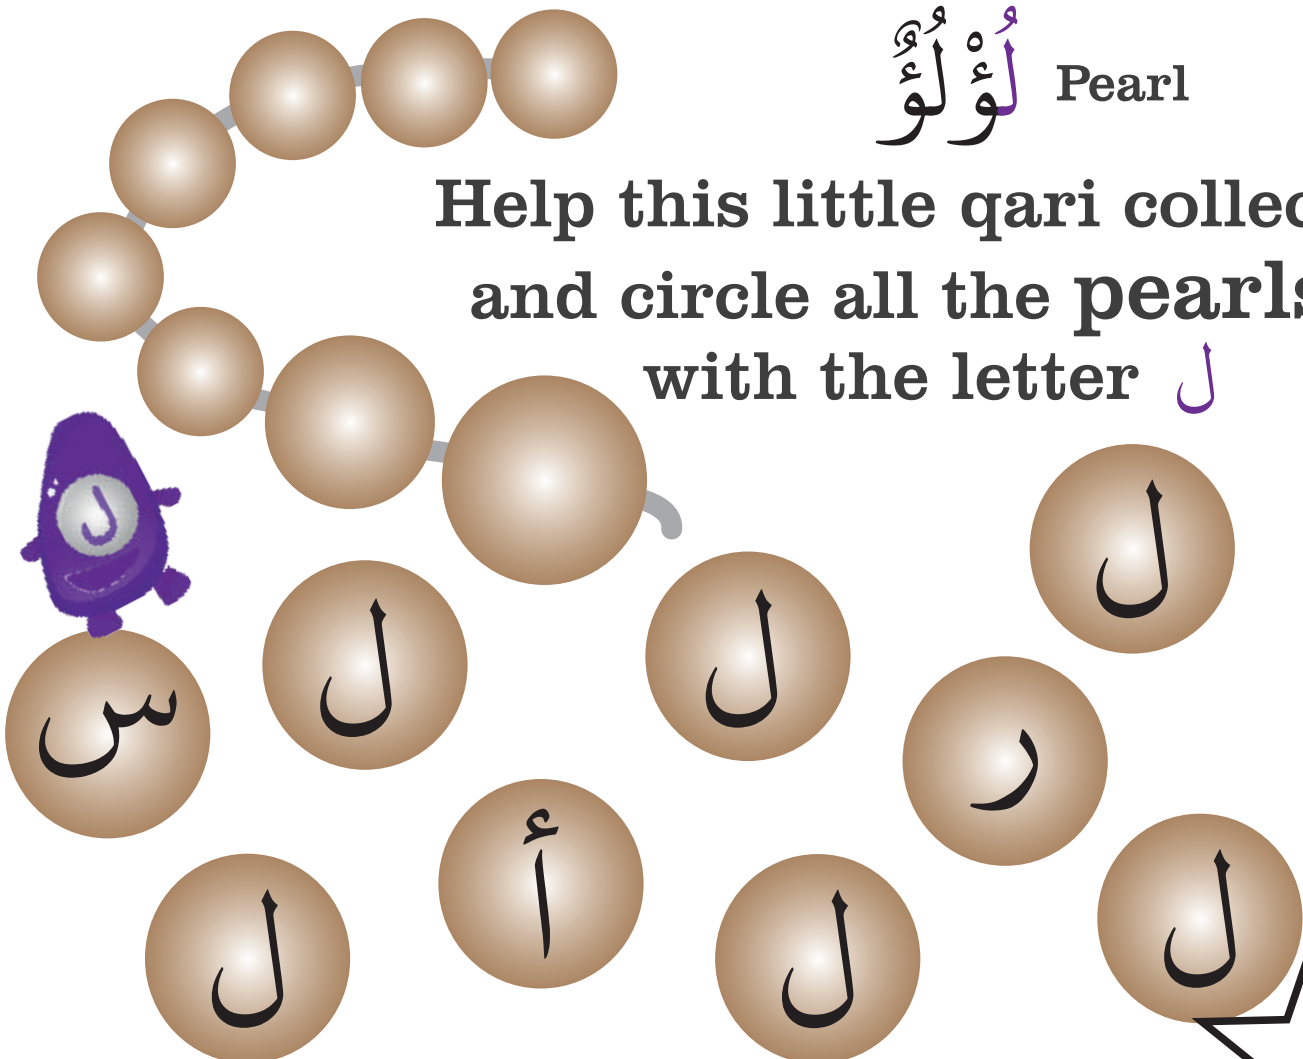 لُؤْلُؤٌ Pearl
Help this little qari collec
and circle all the pearls
with the letter ل
ل
ل
ل
ل
س
ر
أ
ل
ل
ل